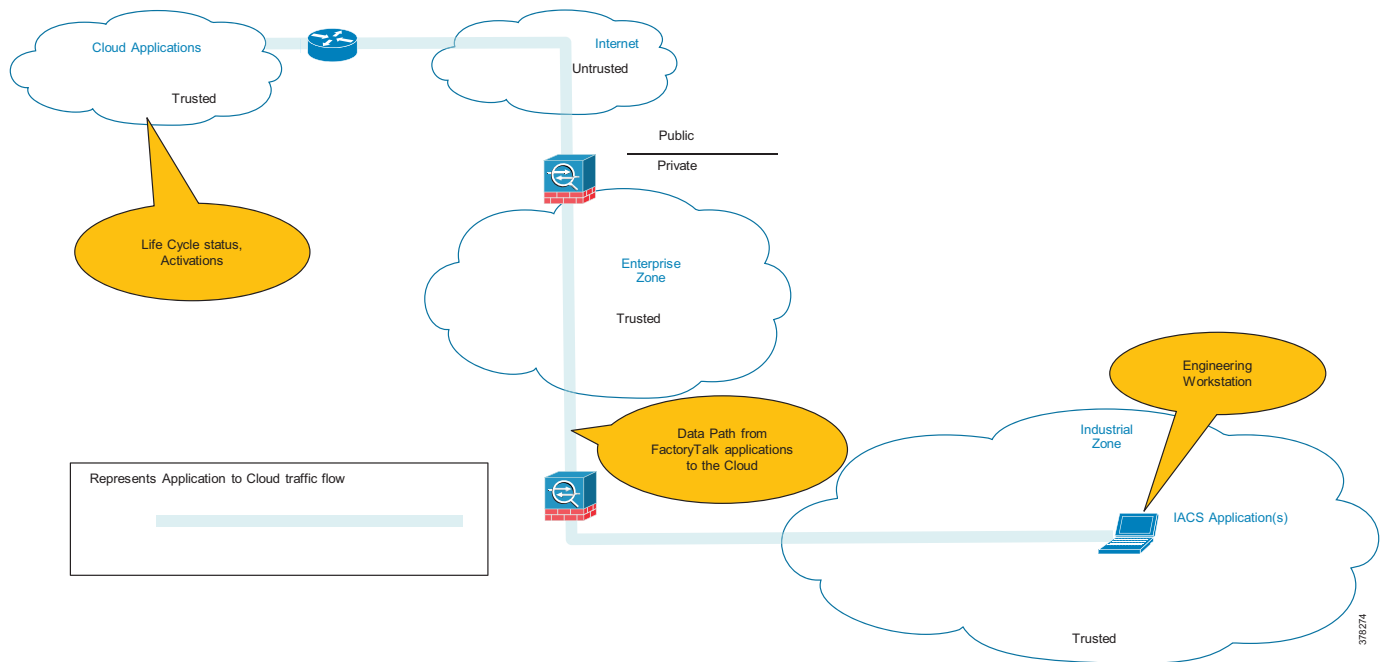 Cloud Applications
Trusted
Internet
Untrusted
Public
Private
Life Cycle status,
Activations
Enterprise
Zone
Trusted
Engineering
Workstation
Data Path from
FactoryTalk applications
to the Cloud
Industrial
Zone
Represents Application to Cloud traffic flow
IACS Application(s)
Trusted
378274